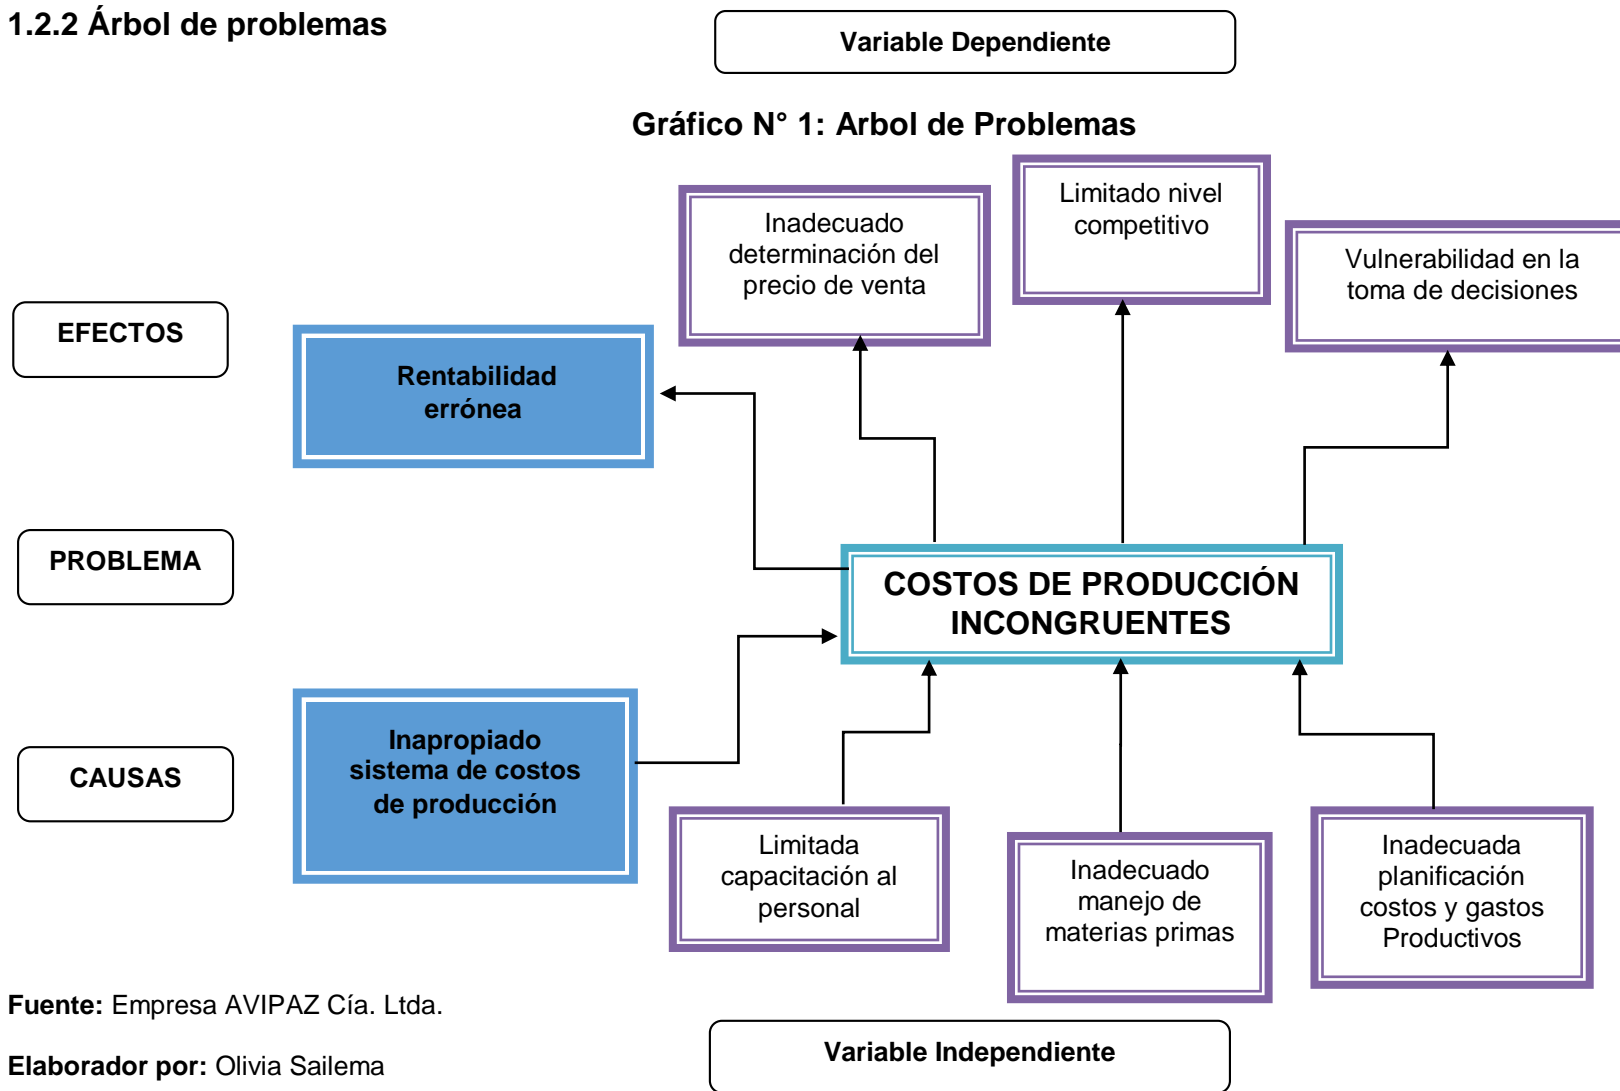 1.2.2 Árbol de problemas
Variable Dependiente
Gráfico N° 1: Arbol de Problemas
Inadecuado
determinación del
precio de venta
Limitado nivel
competitivo
Vulnerabilidad en la
toma de decisiones
EFECTOS
Rentabilidad
errónea
PROBLEMA
COSTOS DE PRODUCCIÓN
INCONGRUENTES
CAUSAS
Inapropiado
sistema de costos
de producción
Limitada
capacitación al
personal
Inadecuado
manejo de
materias primas
Inadecuada
planificación
costos y gastos
Productivos
Fuente: Empresa AVIPAZ Cía. Ltda.
Elaborador por: Olivia Sailema
Variable Independiente